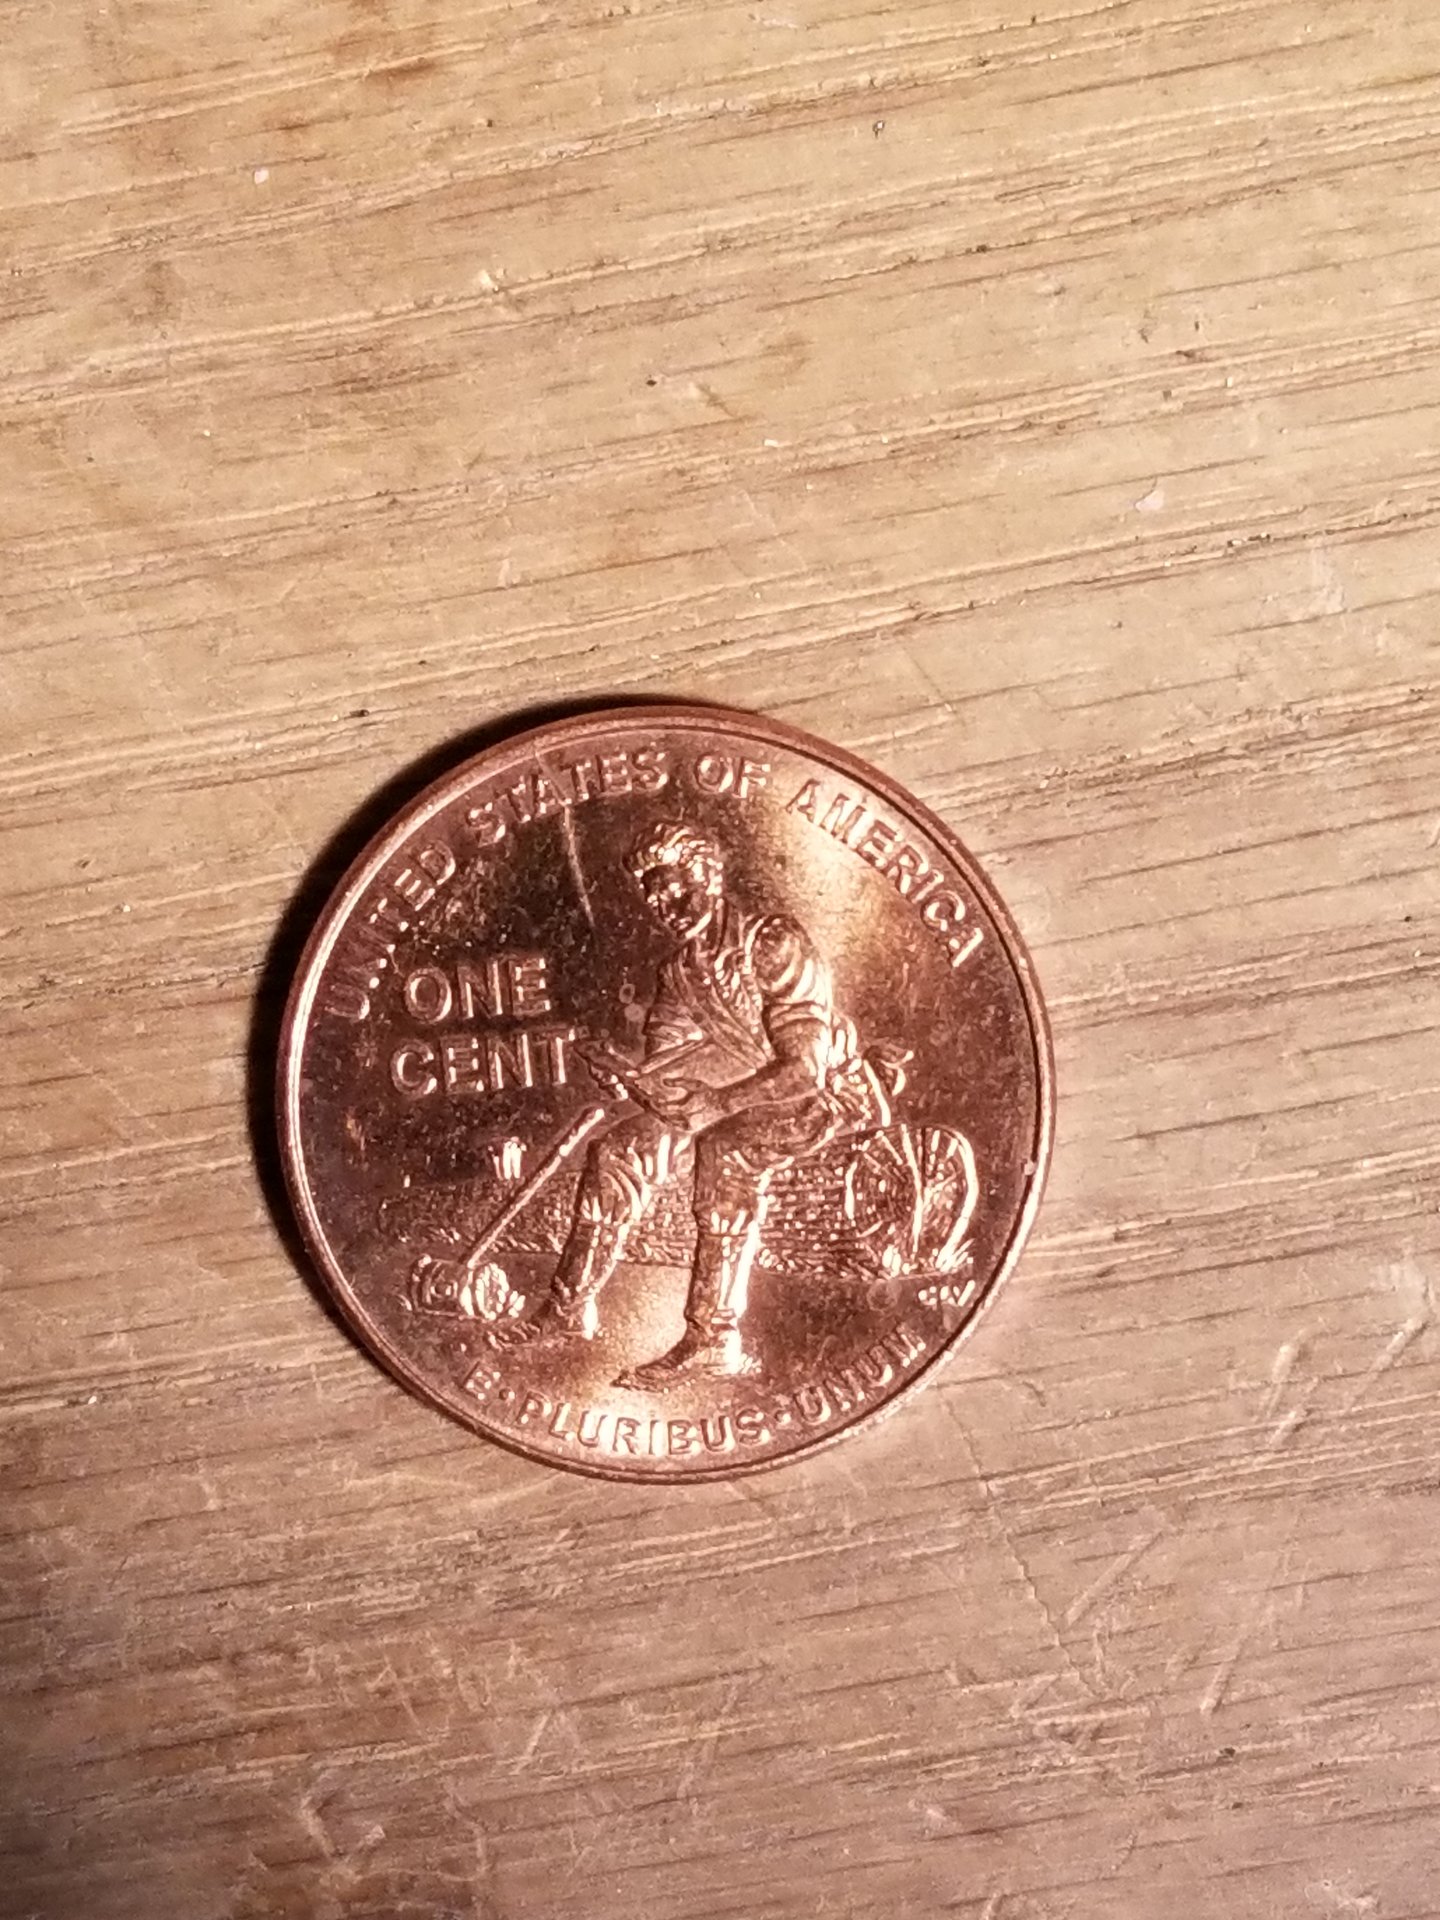 UNITED STATES OF AMERICA
ONE
CENT
E·PLURIBUS·UNUM